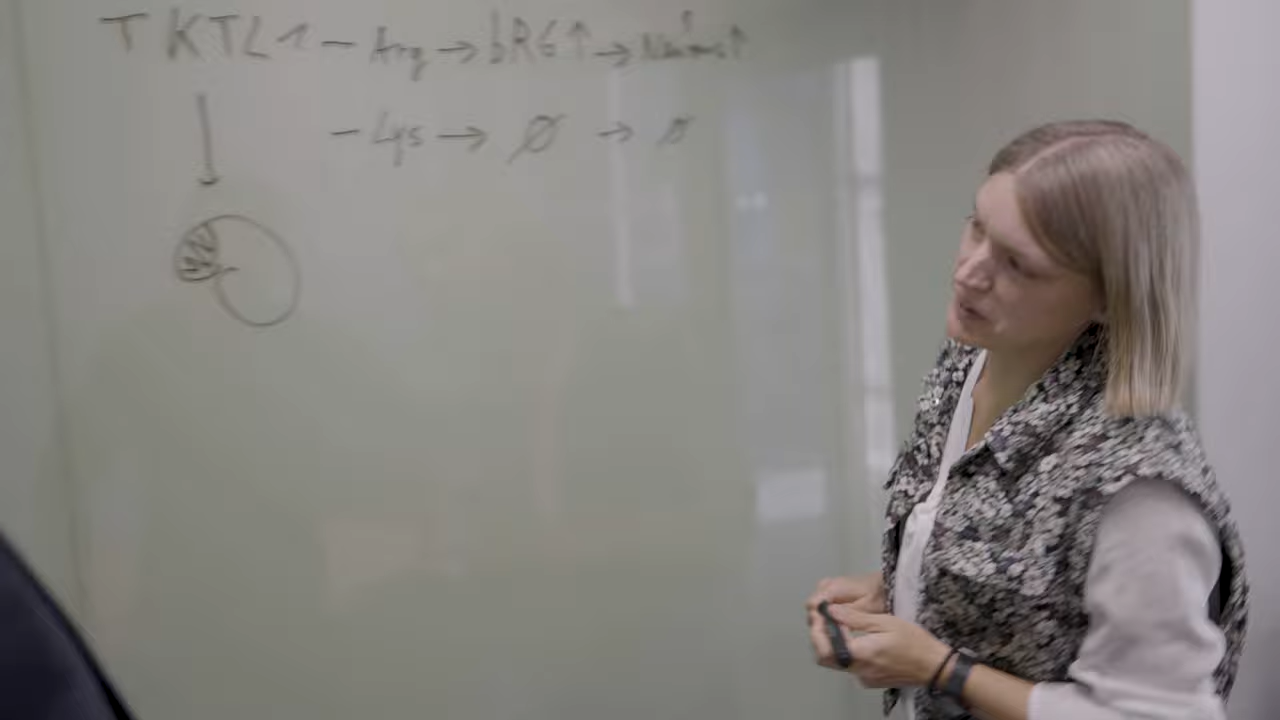 TKTL1 - Arg → bRG↑ → Neurons↑
- Lys → Ø → Ø